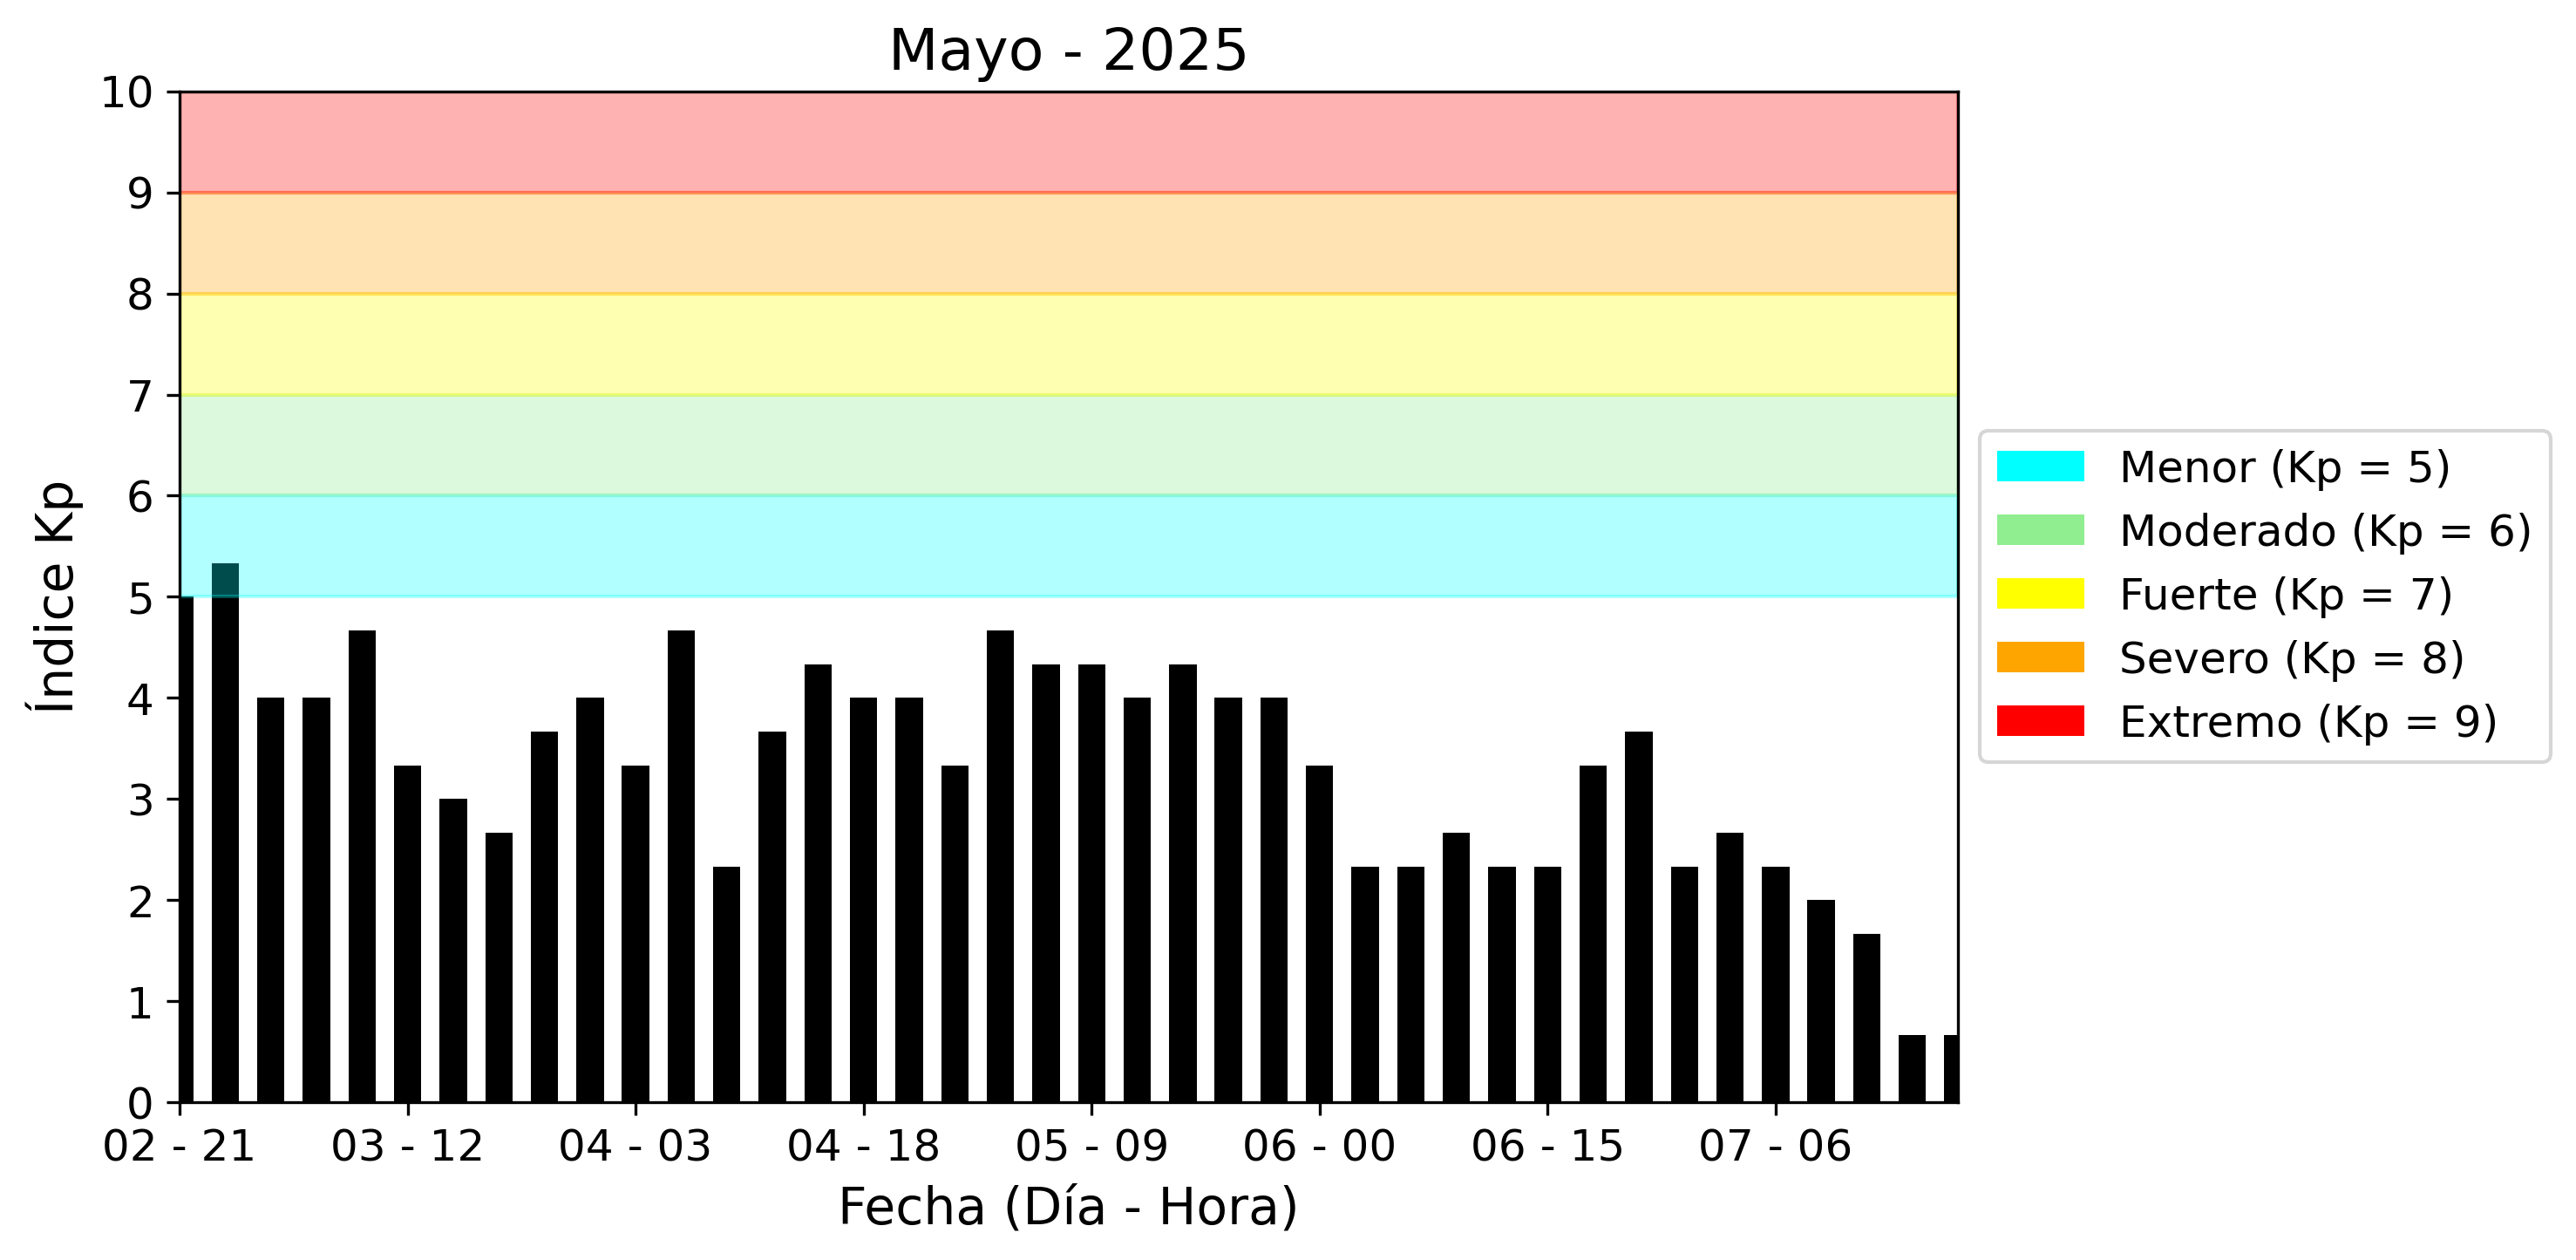 Mayo - 2025
10
9
8
7
6
5
4
3
2
1
0
Índice Kp
02 - 21
03 - 12
04 - 03
04 - 18
05 - 09
06 - 00
06 - 15
07 - 06
Fecha (Día - Hora)
Menor (Kp = 5)
Moderado (Kp = 6)
Fuerte (Kp = 7)
Severo (Kp = 8)
Extremo (Kp = 9)